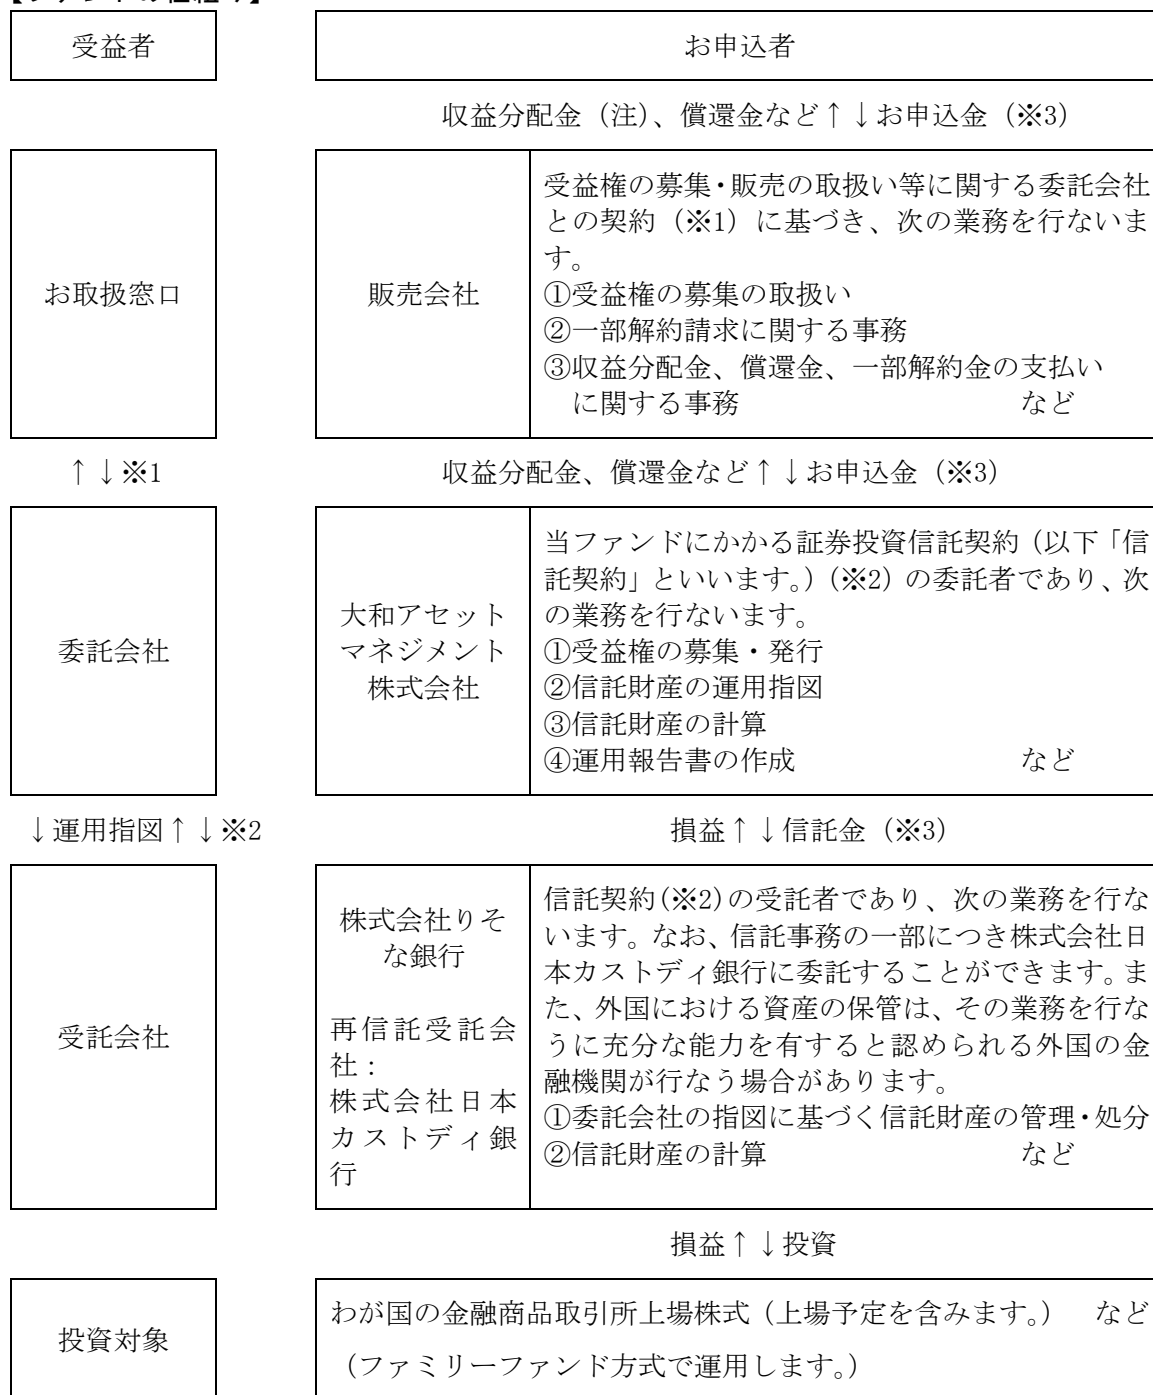 受益者
お申込者
収益分配金（注）、償還金など↑↓お申込金（※3）
お取扱窓口
販売会社
受益権の募集・販売の取扱い等に関する委託会社
との契約（※1）に基づき、次の業務を行ないま
す。
①受益権の募集の取扱い
②一部解約請求に関する事務
③収益分配金、償還金、一部解約金の支払い
に関する事務　など
↑↓※1
収益分配金、償還金など↑↓お申込金（※3）
委託会社
大和アセット
マネジメント
株式会社
当ファンドにかかる証券投資信託契約（以下「信
託契約」といいます。）（※2）の委託者であり、次
の業務を行ないます。
①受益権の募集・発行
②信託財産の運用指図
③信託財産の計算
④運用報告書の作成　など
↓運用指図↑↓※2
損益↑↓信託金（※3）
受託会社
株式会社りそ
な銀行
再信託受託会
社：
株式会社日本
カストディ銀
行
信託契約（※2）の受託者であり、次の業務を行な
います。なお、信託事務の一部につき株式会社日
本カストディ銀行に委託することができます。ま
た、外国における資産の保管は、その業務を行な
うに充分な能力を有すると認められる外国の金
融機関が行なう場合があります。
①委託会社の指図に基づく信託財産の管理・処分
②信託財産の計算　など
損益↑↓投資
投資対象
わが国の金融商品取引所上場株式（上場予定を含みます。）　など
（ファミリーファンド方式で運用します。）